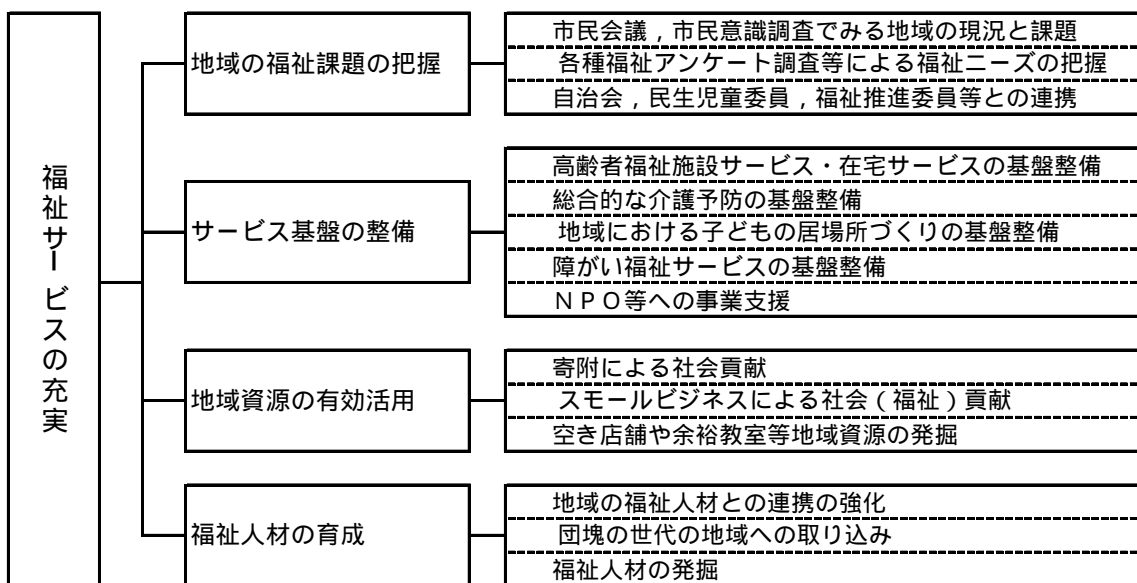 福祉サービスの充実
地域の福祉課題の把握
市民会議，市民意識調査でみる地域の現況と課題
各種福祉アンケート調査等による福祉ニーズの把握
自治会，民生児童委員，福祉推進委員等との連携
サービス基盤の整備
高齢者福祉施設サービス・在宅サービスの基盤整備
総合的な介護予防の基盤整備
地域における子どもの居場所づくりの基盤整備
障がい福祉サービスの基盤整備
ＮＰＯ等への事業支援
地域資源の有効活用
寄附による社会貢献
スモールビジネスによる社会（福祉）貢献
空き店舗や余裕教室等地域資源の発掘
福祉人材の育成
地域の福祉人材との連携の強化
団塊の世代の地域への取り込み
福祉人材の発掘